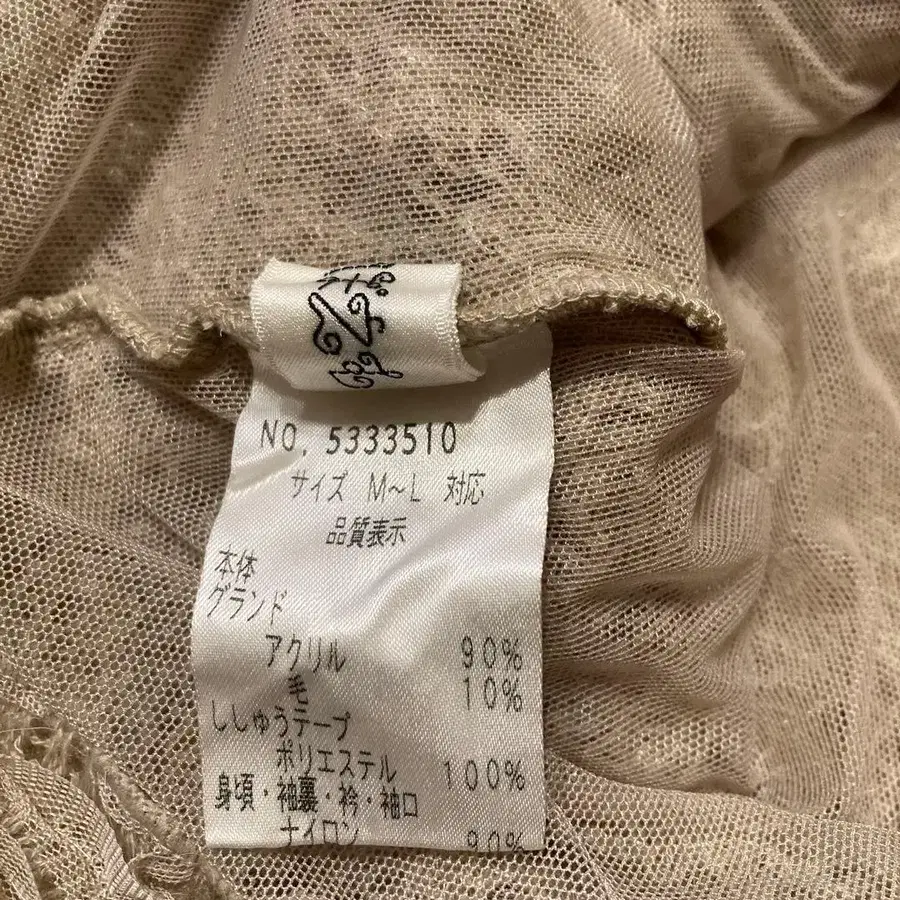 NO. 5333510
サイズ M～L 対応
品質表示
本体
グランド
アクリル 90%
毛 10%
ししゅうテープ
ポリエステル 100%
身頃・袖裏・衿・袖口
ナイロン 90%